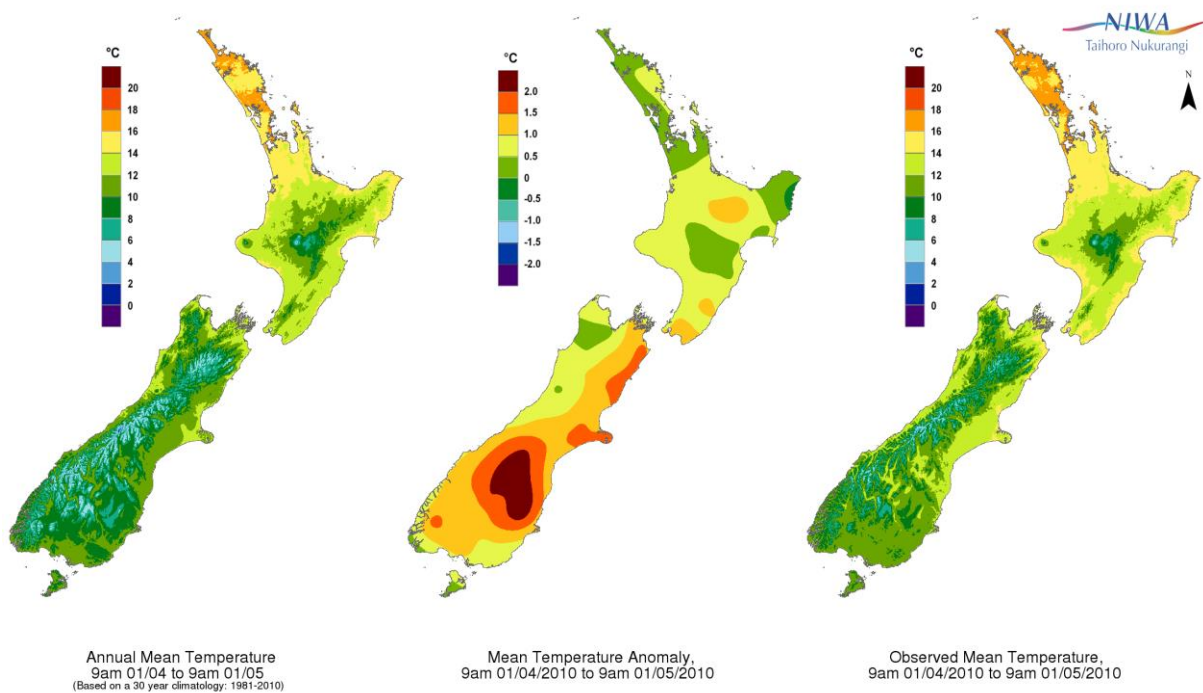 NIWA
Taihoro Nukurangi
N
°C
20
18
16
14
12
10
8
6
4
2
0
Annual Mean Temperature
9am 01/04 to 9am 01/05
(Based on a 30 year climatology: 1981-2010)
°C
2.0
1.5
1.0
0.5
0
-0.5
-1.0
-1.5
-2.0
Mean Temperature Anomaly,
9am 01/04/2010 to 9am 01/05/2010
°C
20
18
16
14
12
10
8
6
4
2
0
Observed Mean Temperature,
9am 01/04/2010 to 9am 01/05/2010